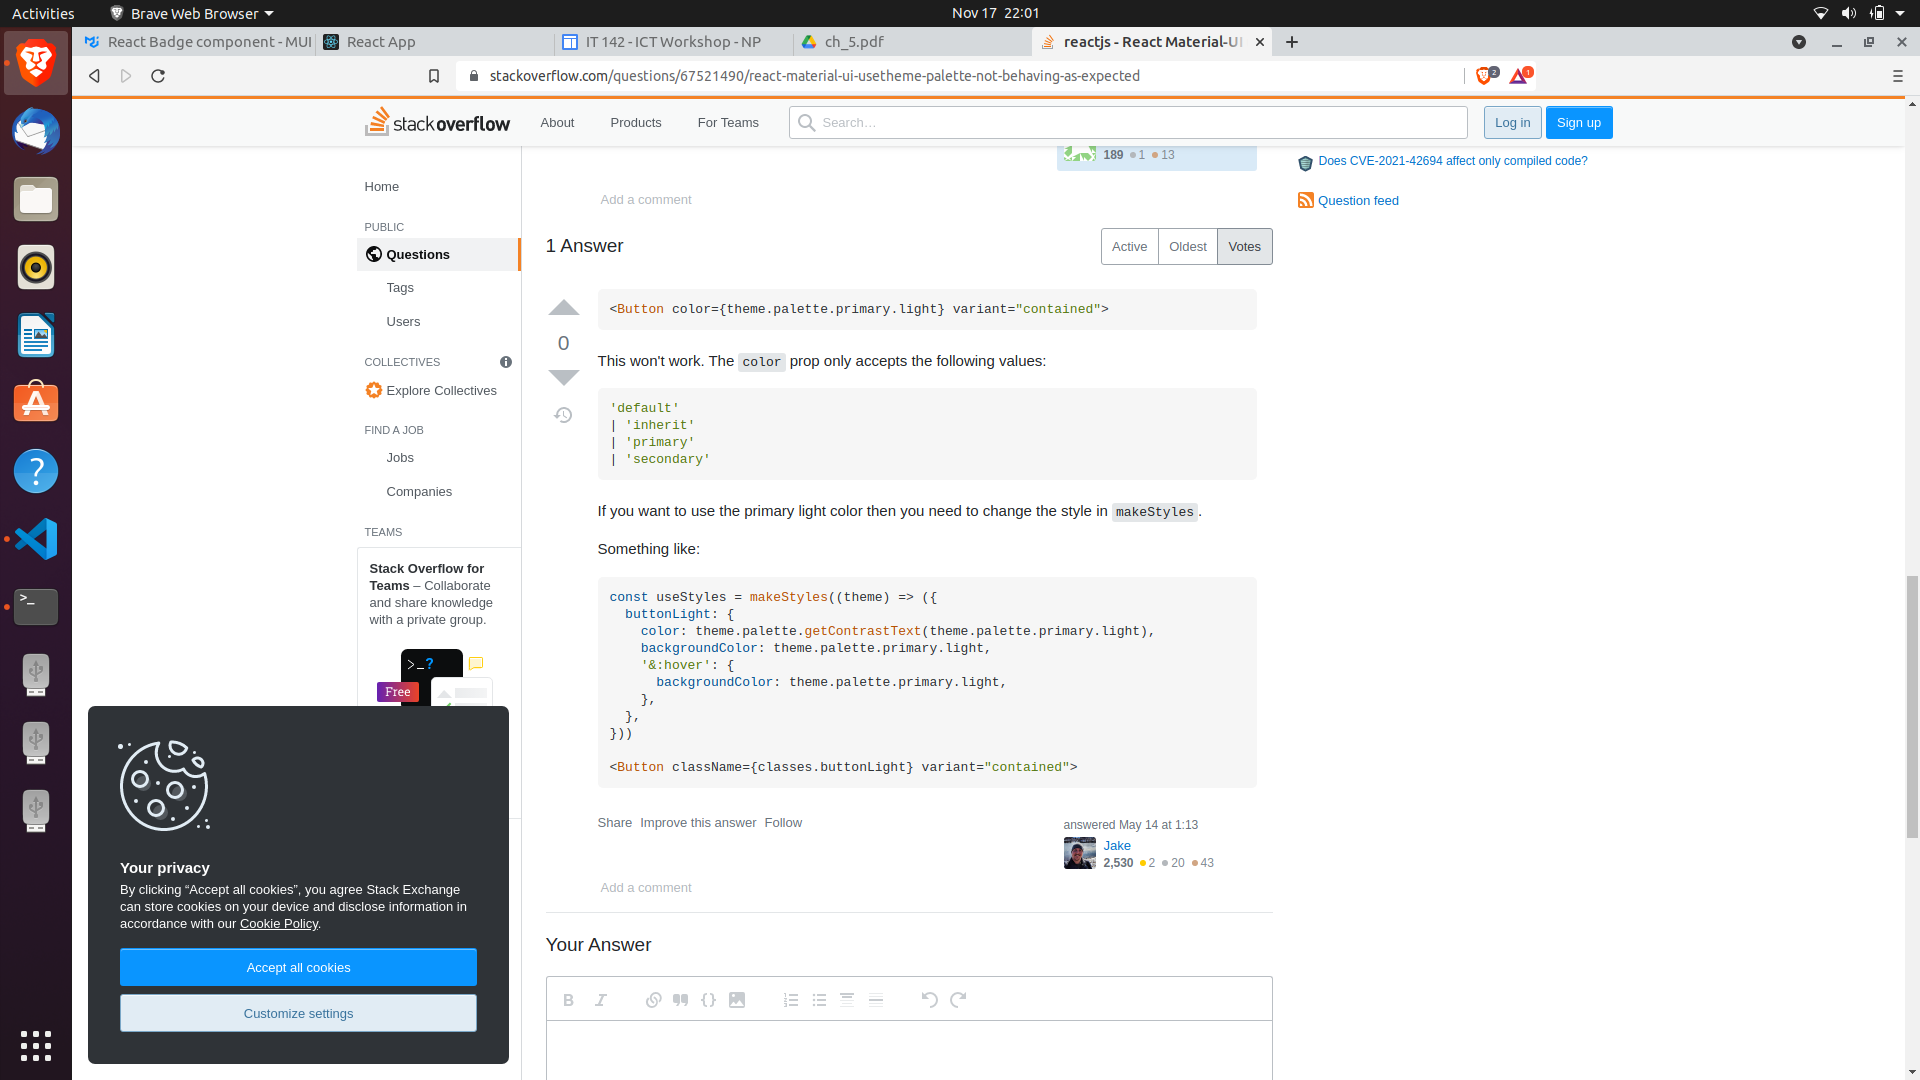 Activities
Brave Web Browser
Nov 17 22:01
React Badge component - MUI
React App
IT 142 - ICT Workshop - NP
ch_5.pdf
reactjs - React Material-UI
stackoverflow.com/questions/67521490/react-material-ui-usetheme-palette-not-behaving-as-expected
2
1
stackoverflow
About
Products
For Teams
Search…
Log in
Sign up
189 1 13
Does CVE-2021-42694 affect only compiled code?
Question feed
Home
PUBLIC
Questions
Tags
Users
COLLECTIVES
Explore Collectives
FIND A JOB
Jobs
Companies
TEAMS
Stack Overflow for
Teams – Collaborate
and share knowledge
with a private group.
>_?
Free
Add a comment
1 Answer
Active
Oldest
Votes
0
<Button color={theme.palette.primary.light} variant="contained">
This won't work. The color prop only accepts the following values:
'default'
| 'inherit'
| 'primary'
| 'secondary'
If you want to use the primary light color then you need to change the style in makeStyles.
Something like:
const useStyles = makeStyles((theme) => ({
  buttonLight: {
    color: theme.palette.getContrastText(theme.palette.primary.light),
    backgroundColor: theme.palette.primary.light,
    '&:hover': {
      backgroundColor: theme.palette.primary.light,
    },
  },
}))
<Button className={classes.buttonLight} variant="contained">
Share Improve this answer Follow
answered May 14 at 1:13
Jake
2,530 2 20 43
Add a comment
Your Answer
Your privacy
By clicking “Accept all cookies”, you agree Stack Exchange
can store cookies on your device and disclose information in
accordance with our Cookie Policy.
Accept all cookies
Customize settings